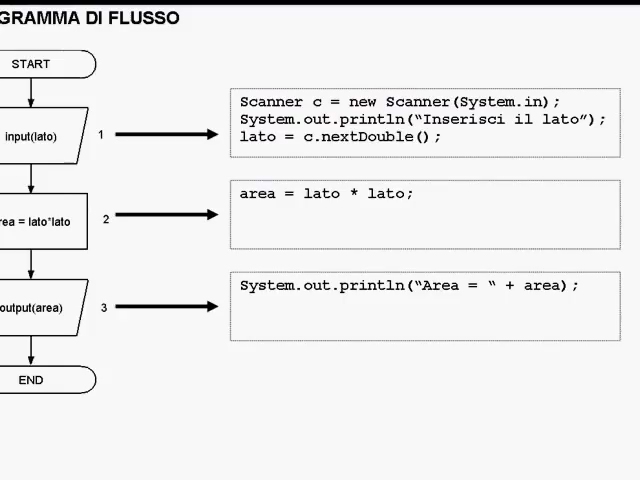 GRAMMA DI FLUSSO
START
input(lato)
1
Scanner c = new Scanner(System.in);
System.out.println(“Inserisci il lato”);
lato = c.nextDouble();
rea = lato*lato
2
area = lato * lato;
output(area)
3
System.out.println(“Area = “ + area);
END